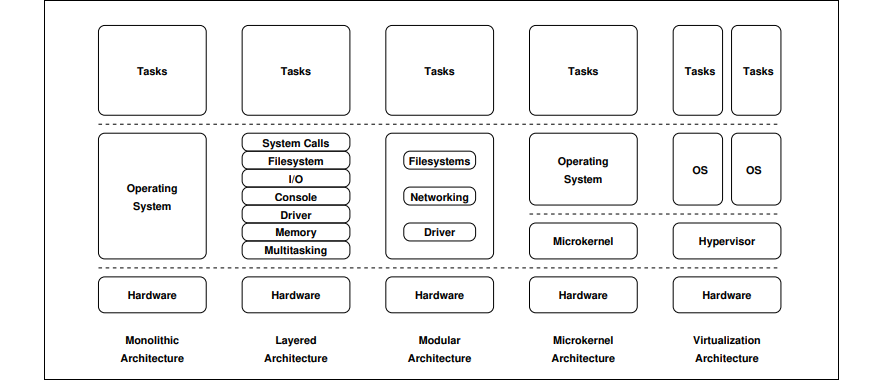 Tasks
Tasks
Tasks
Tasks
Tasks
Tasks
Operating
System
System Calls
Filesystem
I/O
Console
Driver
Memory
Multitasking
Filesystems
Networking
Driver
Operating
System
Microkernel
OS
OS
Hypervisor
Hardware
Hardware
Hardware
Hardware
Hardware
Monolithic
Architecture
Layered
Architecture
Modular
Architecture
Microkernel
Architecture
Virtualization
Architecture